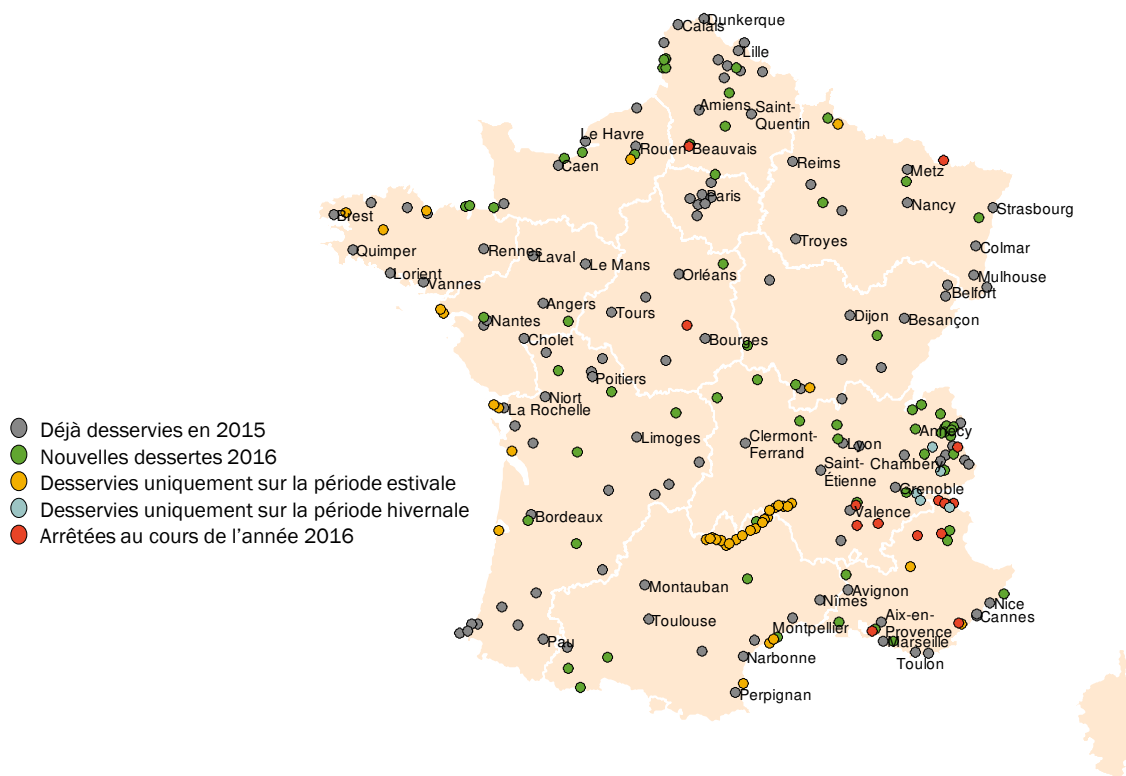 Dunkerque
Calais
Lille
Amiens
Saint-
Quentin
Le Havre
Rouen
Beauvais
Caen
Reims
Metz
Paris
Brest
Nancy
Strasbourg
Troyes
Colmar
Quimper
Rennes
Laval
Le Mans
Orléans
Lorient
Vannes
Mulhouse
Belfort
Angers
Tours
Nantes
Dijon
Besançon
Cholet
Bourges
Poitiers
Niort
La Rochelle
Déjà desservies en 2015
Nouvelles dessertes 2016
Desservies uniquement sur la période estivale
Desservies uniquement sur la période hivernale
Arrêtées au cours de l'année 2016
Limoges
Clermont-
Ferrand
Lyon
Annecy
Saint-
Étienne
Chambéry
Grenoble
Bordeaux
Valence
Montauban
Avignon
Nîmes
Nice
Cannes
Toulouse
Montpellier
Aix-en-
Provence
Marseille
Pau
Toulon
Narbonne
Perpignan